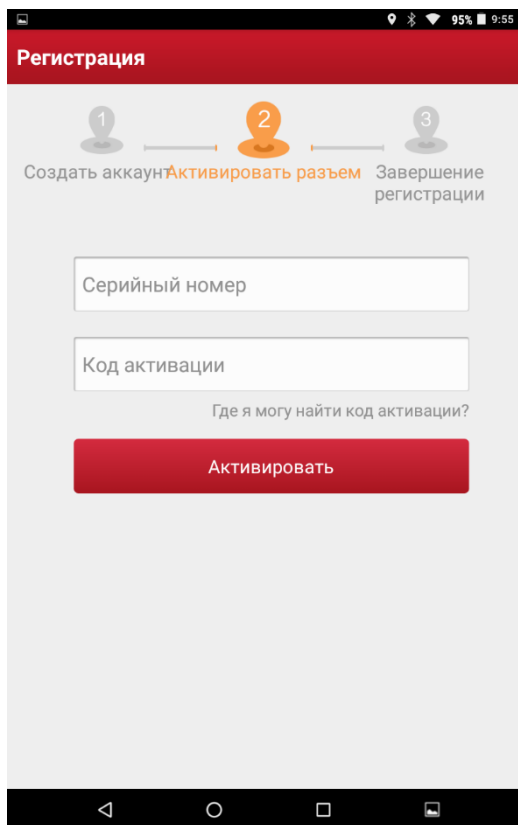 95% 9:55
Регистрация
1 2 3
Создать аккаунт Активировать разъем Завершение
регистрации
Серийный номер
Код активации
Где я могу найти код активации?
Активировать